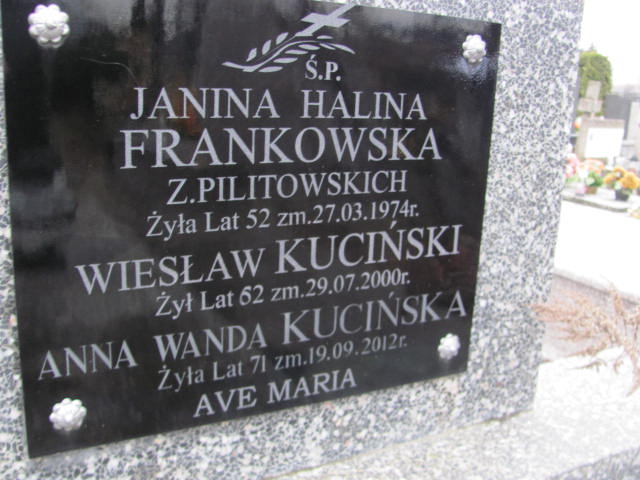 Ś.P.
JANINA HALINA
FRANKOWSKA
Z.PILITOWSKICH
Żyła Lat 52 zm.27.03.1974r.
WIESŁAW KUCIŃSKI
Żył Lat 62 zm.29.07.2000r.
ANNA WANDA KUCIŃSKA
Żyła Lat 71 zm.19.09.2012r.
AVE MARIA